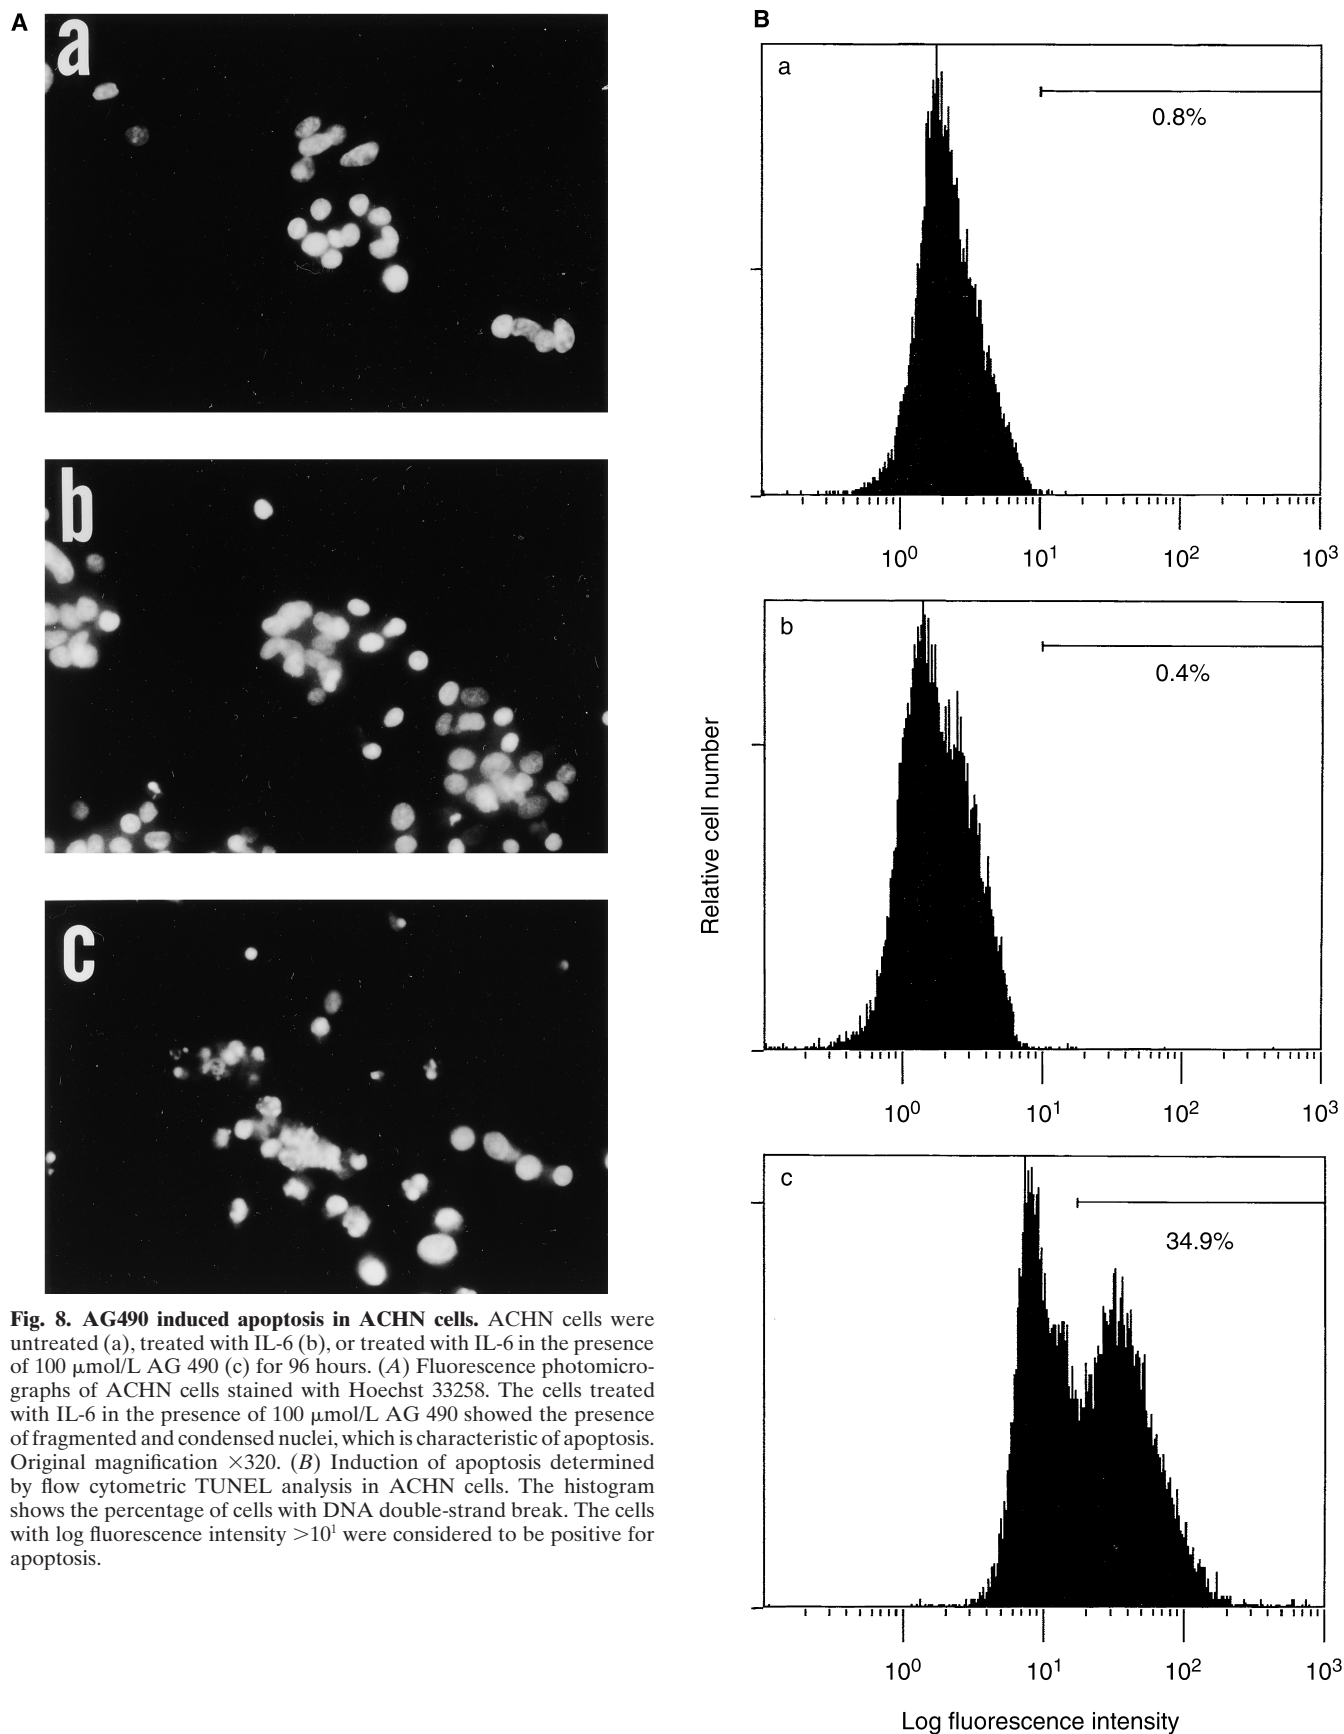 A
a
b
c
Fig. 8. AG490 induced apoptosis in ACHN cells. ACHN cells were
untreated (a), treated with IL-6 (b), or treated with IL-6 in the presence
of 100 μmol/L AG 490 (c) for 96 hours. (A) Fluorescence photomicro-
graphs of ACHN cells stained with Hoechst 33258. The cells treated
with IL-6 in the presence of 100 μmol/L AG 490 showed the presence
of fragmented and condensed nuclei, which is characteristic of apoptosis.
Original magnification ×320. (B) Induction of apoptosis determined
by flow cytometric TUNEL analysis in ACHN cells. The histogram
shows the percentage of cells with DNA double-strand break. The cells
with log fluorescence intensity >10¹ were considered to be positive for
apoptosis.
B
a
0.8%
10⁰ 10¹ 10² 10³
b
0.4%
Relative cell number
10⁰ 10¹ 10² 10³
c
34.9%
10⁰ 10¹ 10² 10³
Log fluorescence intensity